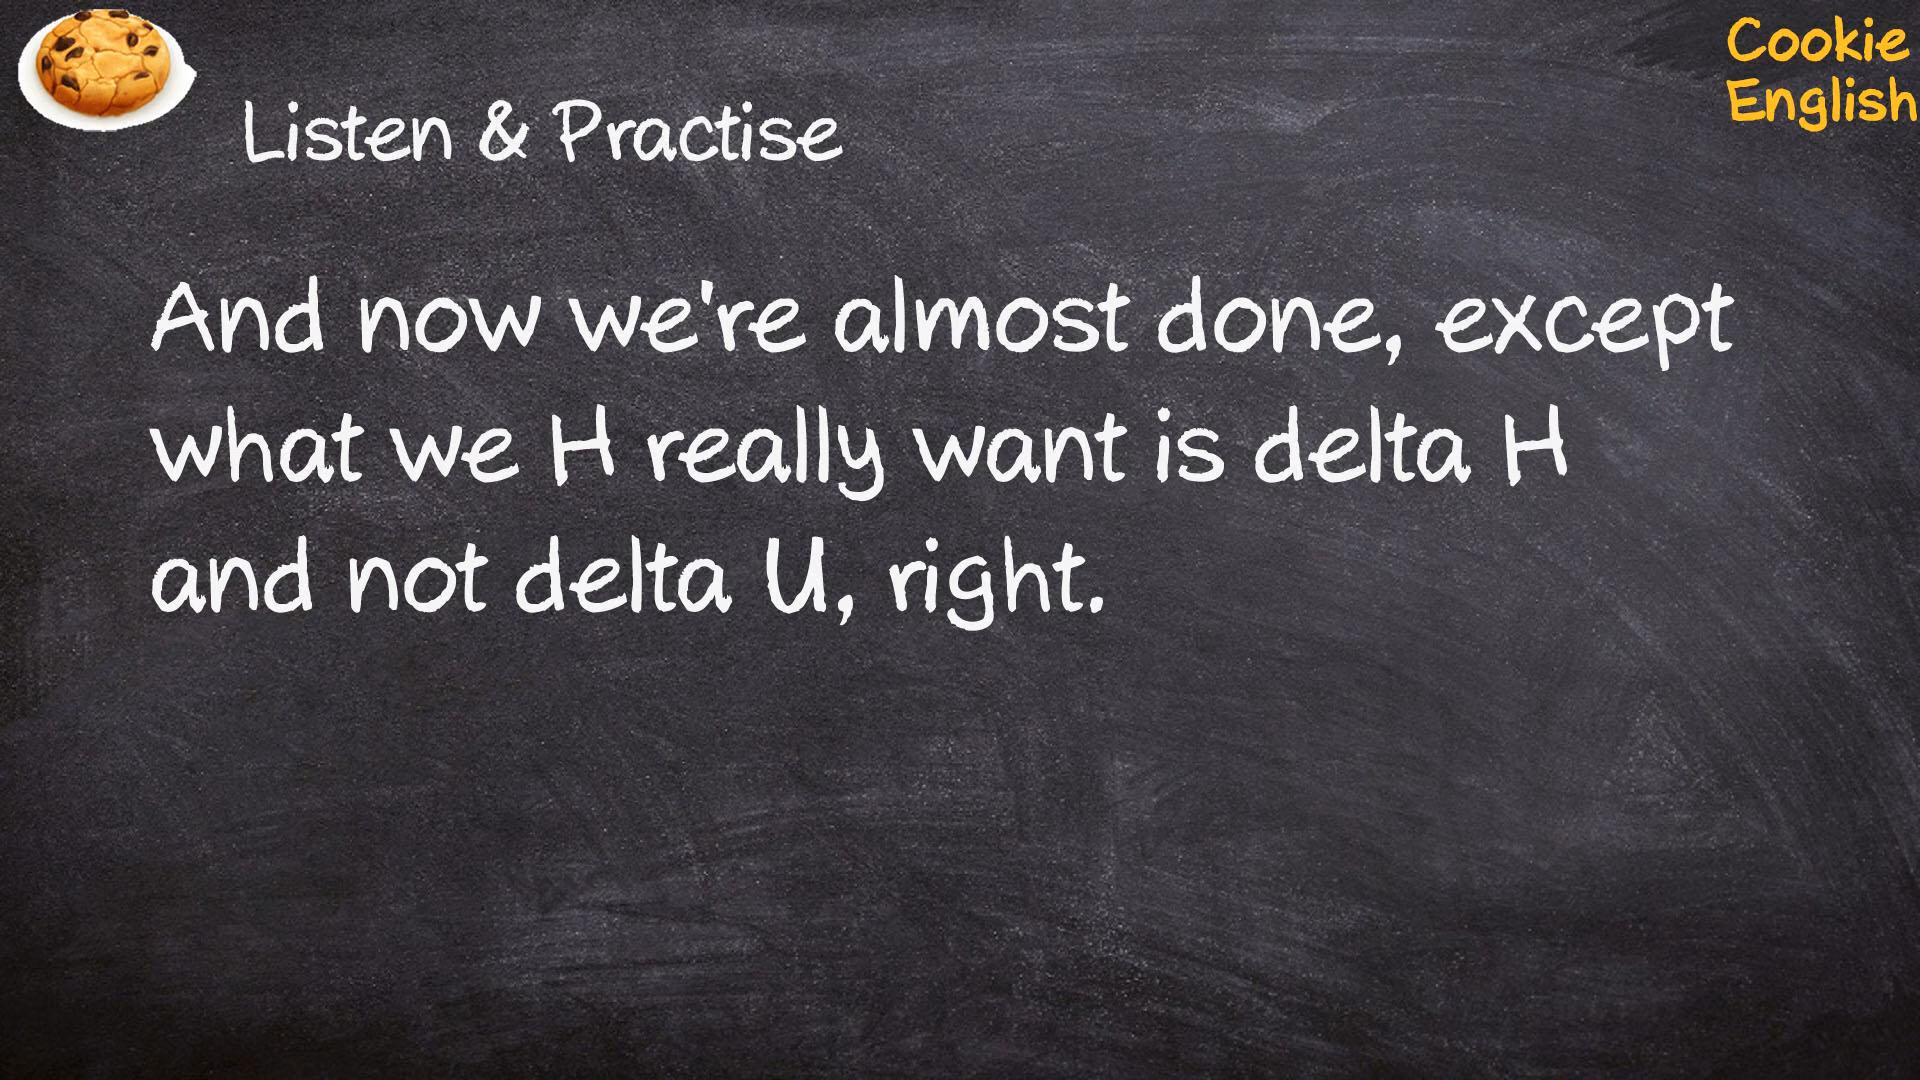 Cookie
English
Listen & Practise
And now we're almost done, except
what we H really want is delta H
and not delta U, right.